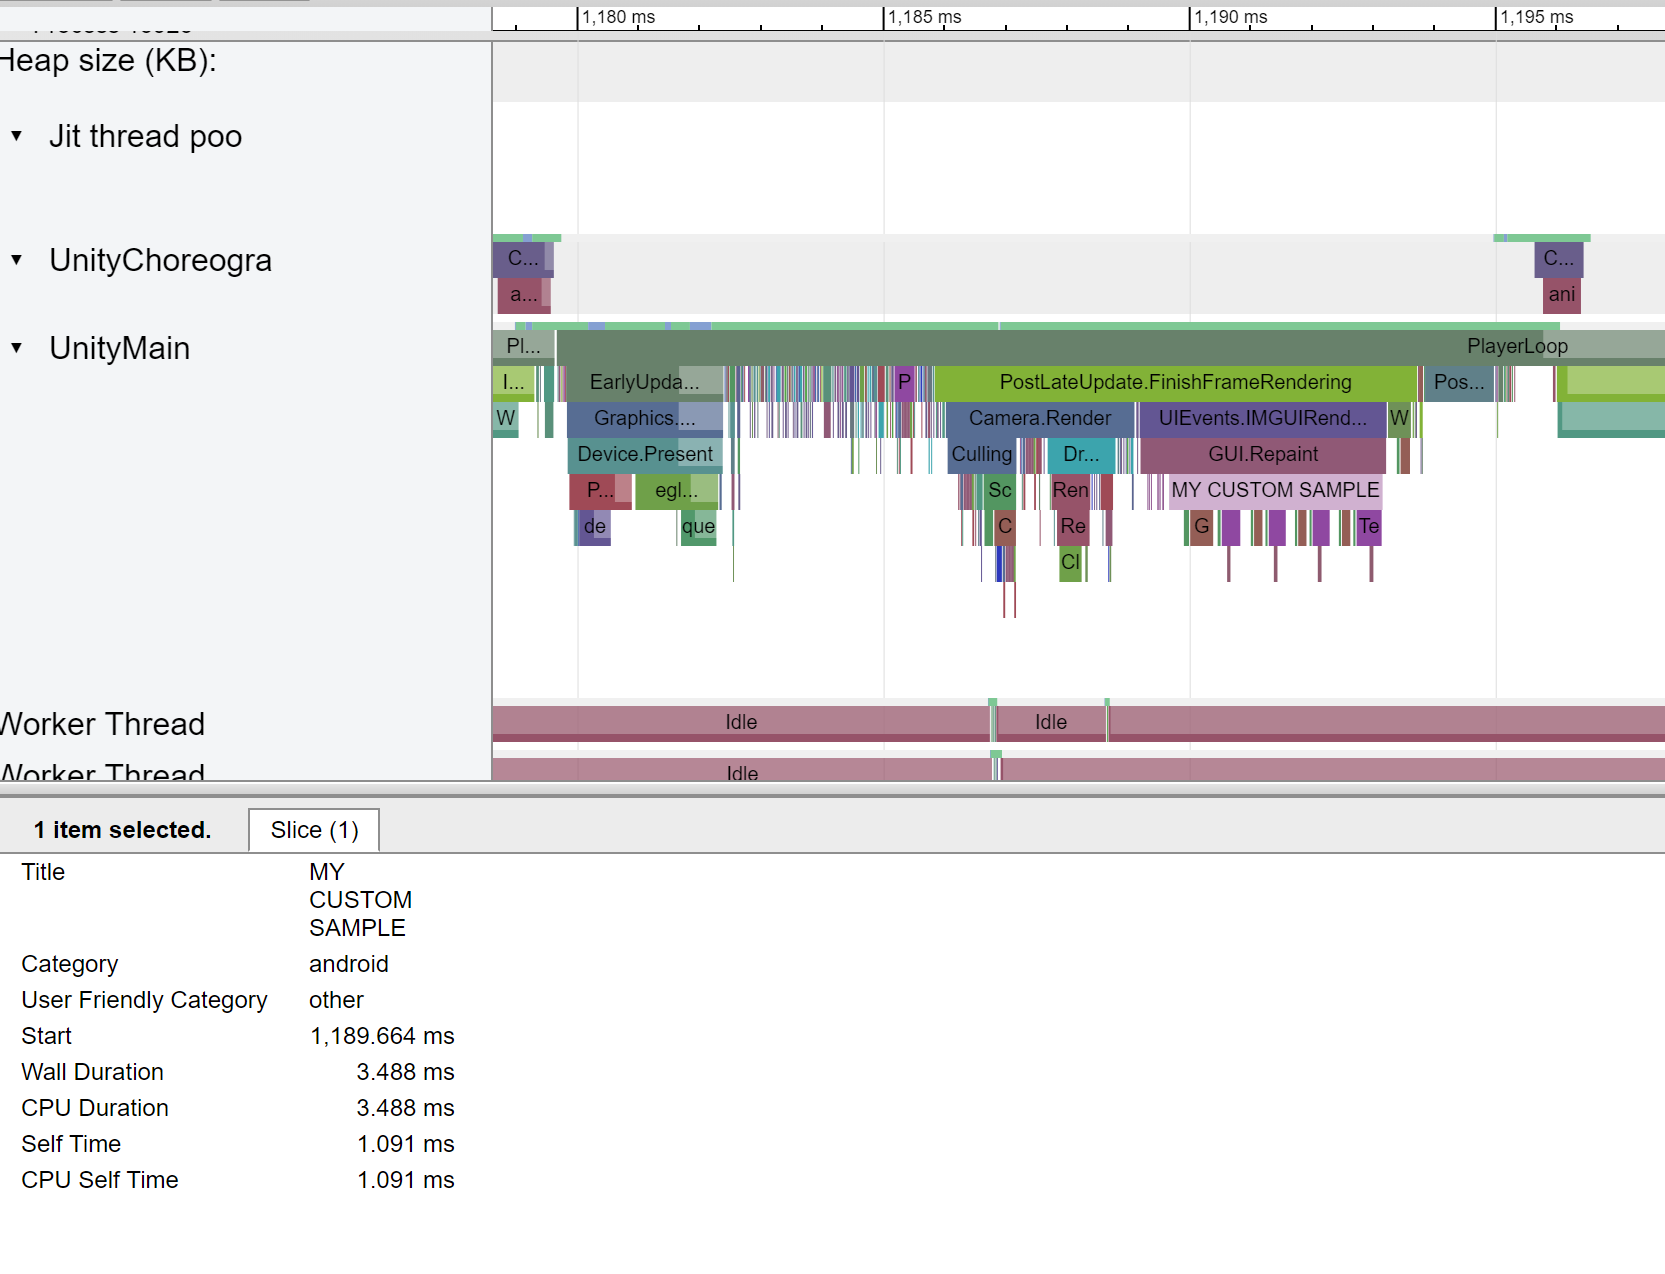 1,180 ms 1,185 ms 1,190 ms 1,195 ms
Heap size (KB):
Jit thread poo
UnityChoreogra
C... C...
a... ani
UnityMain
Pl... PlayerLoop
I... EarlyUpda... P PostLateUpdate.FinishFrameRendering Pos...
W Graphics.... Camera.Render UIEvents.IMGUIRend... W
Device.Present Culling Dr... GUI.Repaint
P... egl... Sc Ren MY CUSTOM SAMPLE
de que C Re G Te
Cl
Worker Thread Idle Idle
Worker Thread Idle
1 item selected. Slice (1)
Title MY
CUSTOM
SAMPLE
Category android
User Friendly Category other
Start 1,189.664 ms
Wall Duration 3.488 ms
CPU Duration 3.488 ms
Self Time 1.091 ms
CPU Self Time 1.091 ms